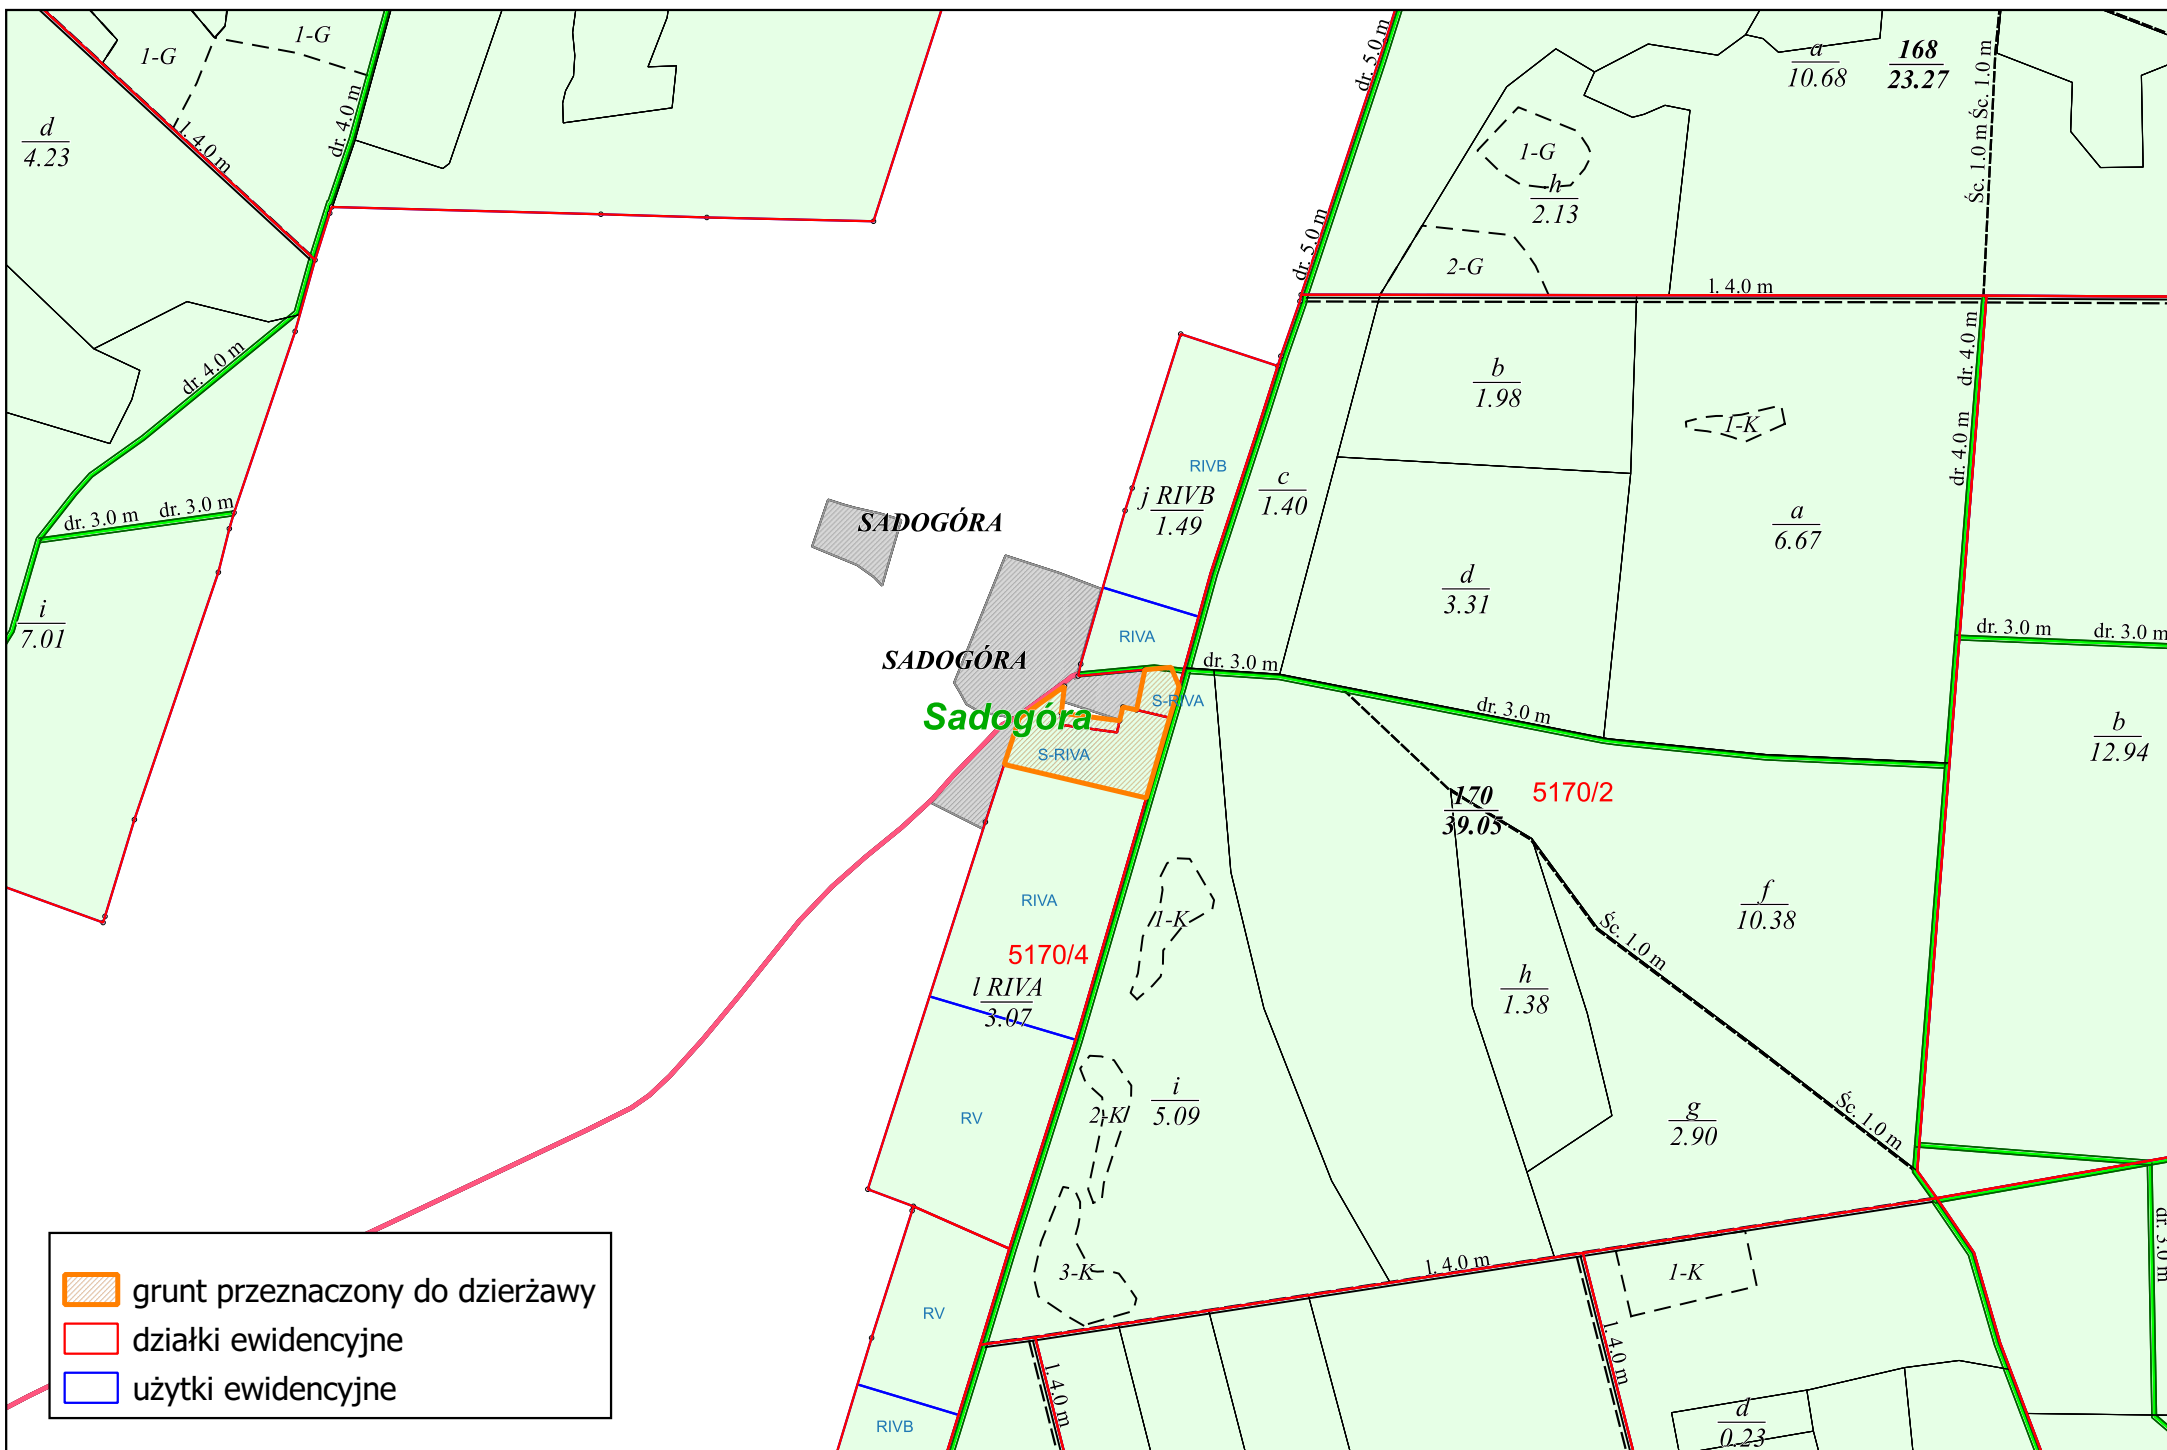 1-G
1-G
d
4.23
l. 4.0 m
dr. 4.0 m
dr. 5.0 m
a
10.68
168
23.27
Śc. 1.0 m
Śc. 1.0 m
1-G
h
2.13
dr. 5.0 m
2-G
l. 4.0 m
dr. 4.0 m
dr. 4.0 m
dr. 4.0 m
b
1.98
1-K
RIVB
j RIVB
1.49
c
1.40
a
6.67
dr. 3.0 m
dr. 3.0 m
SADOGÓRA
d
3.31
i
7.01
RIVA
dr. 3.0 m
dr. 3.0 m
SADOGÓRA
dr. 3.0 m
S-RIVA
Sadogóra
dr. 3.0 m
b
12.94
S-RIVA
170
39.05
5170/2
RIVA
1-K
f
10.38
5170/4
Śc. 1.0 m
l RIVA
3.07
h
1.38
RV
2-K
i
5.09
g
2.90
Śc. 1.0 m
3-K
l. 4.0 m
1-K
dr. 3.0 m
RV
l. 4.0 m
l. 4.0 m
RIVB
d
0.23
grunt przeznaczony do dzierżawy
działki ewidencyjne
użytki ewidencyjne